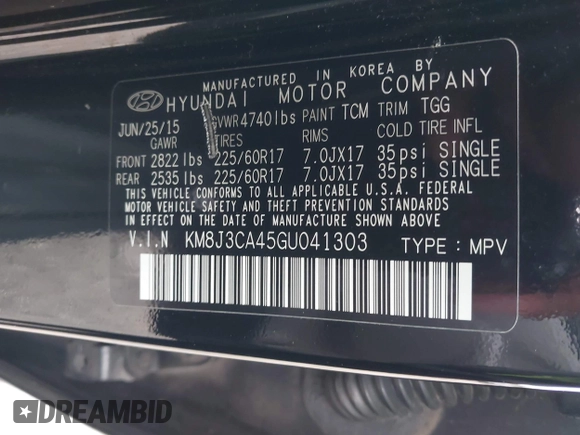 MANUFACTURED IN KOREA BY
HYUNDAI MOTOR COMPANY
JUN/25/15 GVWR 4740lbs PAINT TCM TRIM TGG
GAWR TIRES RIMS COLD TIRE INFL
FRONT 2822 lbs 225/60R17 7.0JX17 35psi SINGLE
REAR 2535 lbs 225/60R17 7.0JX17 35psi SINGLE
THIS VEHICLE CONFORMS TO ALL APPLICABLE U.S.A. FEDERAL
MOTOR VEHICLE SAFETY AND THEFT PREVENTION STANDARDS
IN EFFECT ON THE DATE OF MANUFACTURE SHOWN ABOVE.
V.I.N KM8J3CA45GU041303 TYPE : MPV
DREAMBID